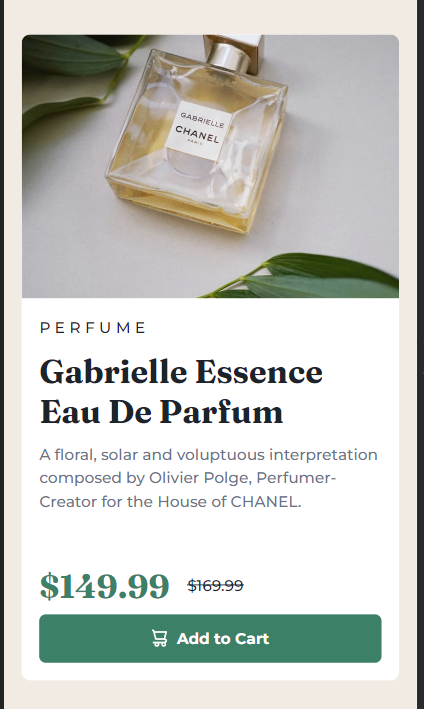 GABRIELLE
CHANEL
PARIS
PERFUME
Gabrielle Essence
Eau De Parfum
A floral, solar and voluptuous interpretation
composed by Olivier Polge, Perfumer-
Creator for the House of CHANEL.
$149.99 $169.99
Add to Cart